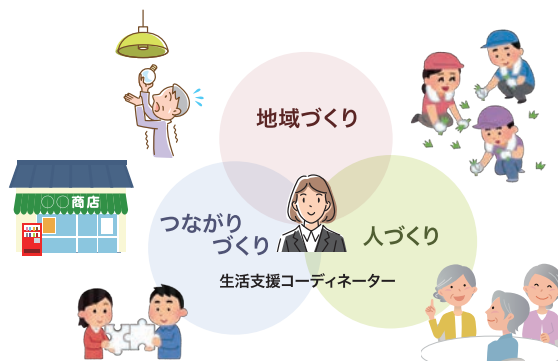 地域づくり
〇〇商店
つながり
づくり
人づくり
生活支援コーディネーター